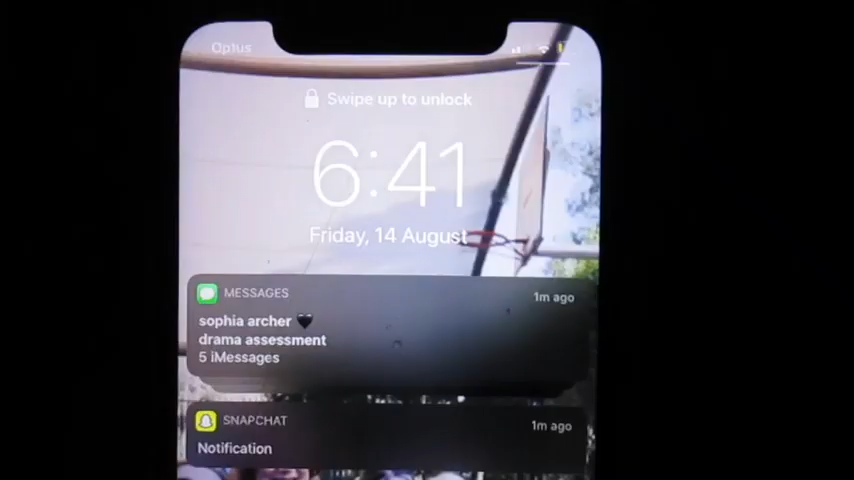 Optus
Swipe up to unlock
6:41
Friday, 14 August
MESSAGES
1m ago
sophia archer 🖤
drama assessment
5 iMessages
SNAPCHAT
1m ago
Notification